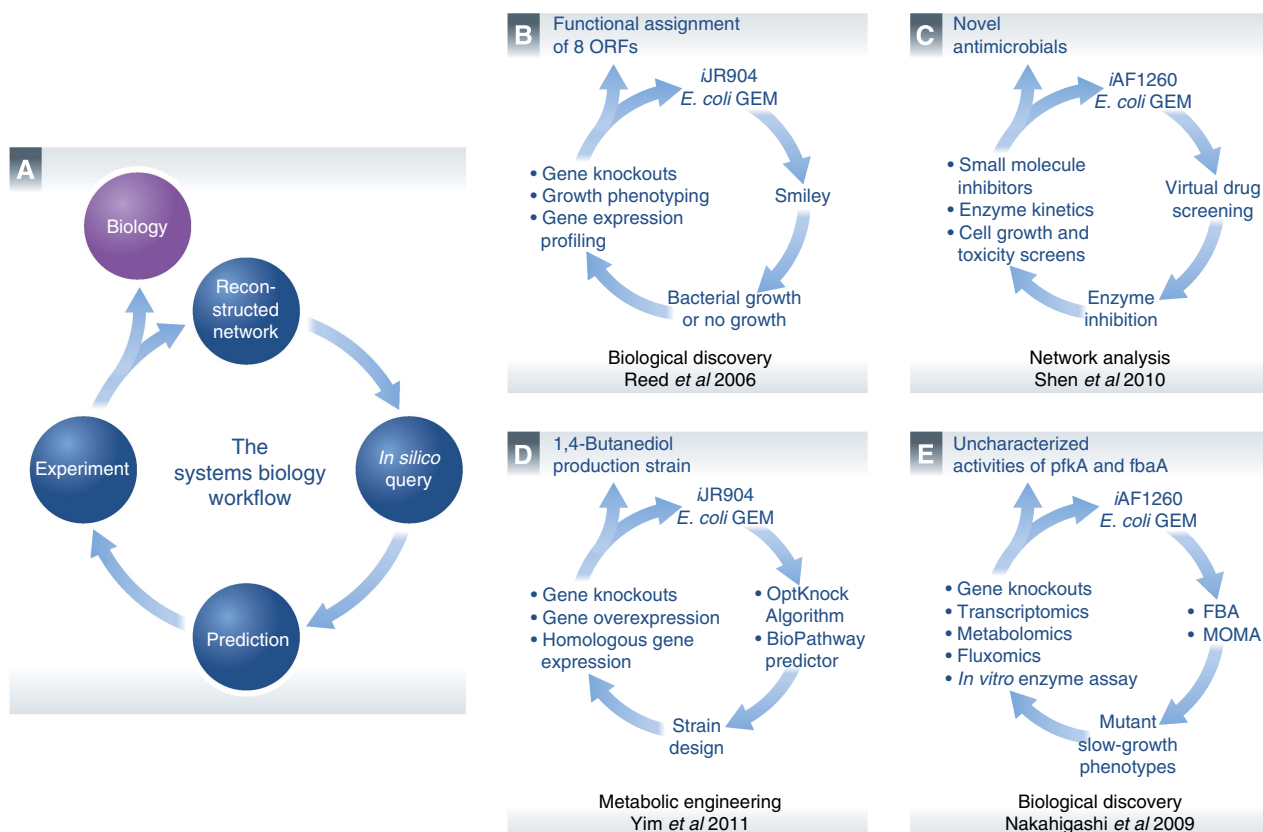 A
Biology
Recon-
structed
network
In silico
query
Prediction
Experiment
The
systems biology
workflow
B
Functional assignment
of 8 ORFs
iJR904
E. coli GEM
Smiley
Bacterial growth
or no growth
• Gene knockouts
• Growth phenotyping
• Gene expression
profiling
Biological discovery
Reed et al 2006
C
Novel
antimicrobials
iAF1260
E. coli GEM
Virtual drug
screening
Enzyme
inhibition
• Small molecule
inhibitors
• Enzyme kinetics
• Cell growth and
toxicity screens
Network analysis
Shen et al 2010
D
1,4-Butanediol
production strain
iJR904
E. coli GEM
• OptKnock
Algorithm
• BioPathway
predictor
Strain
design
• Gene knockouts
• Gene overexpression
• Homologous gene
expression
Metabolic engineering
Yim et al 2011
E
Uncharacterized
activities of pfkA and fbaA
iAF1260
E. coli GEM
• FBA
• MOMA
Mutant
slow-growth
phenotypes
• Gene knockouts
• Transcriptomics
• Metabolomics
• Fluxomics
• In vitro enzyme assay
Biological discovery
Nakahigashi et al 2009